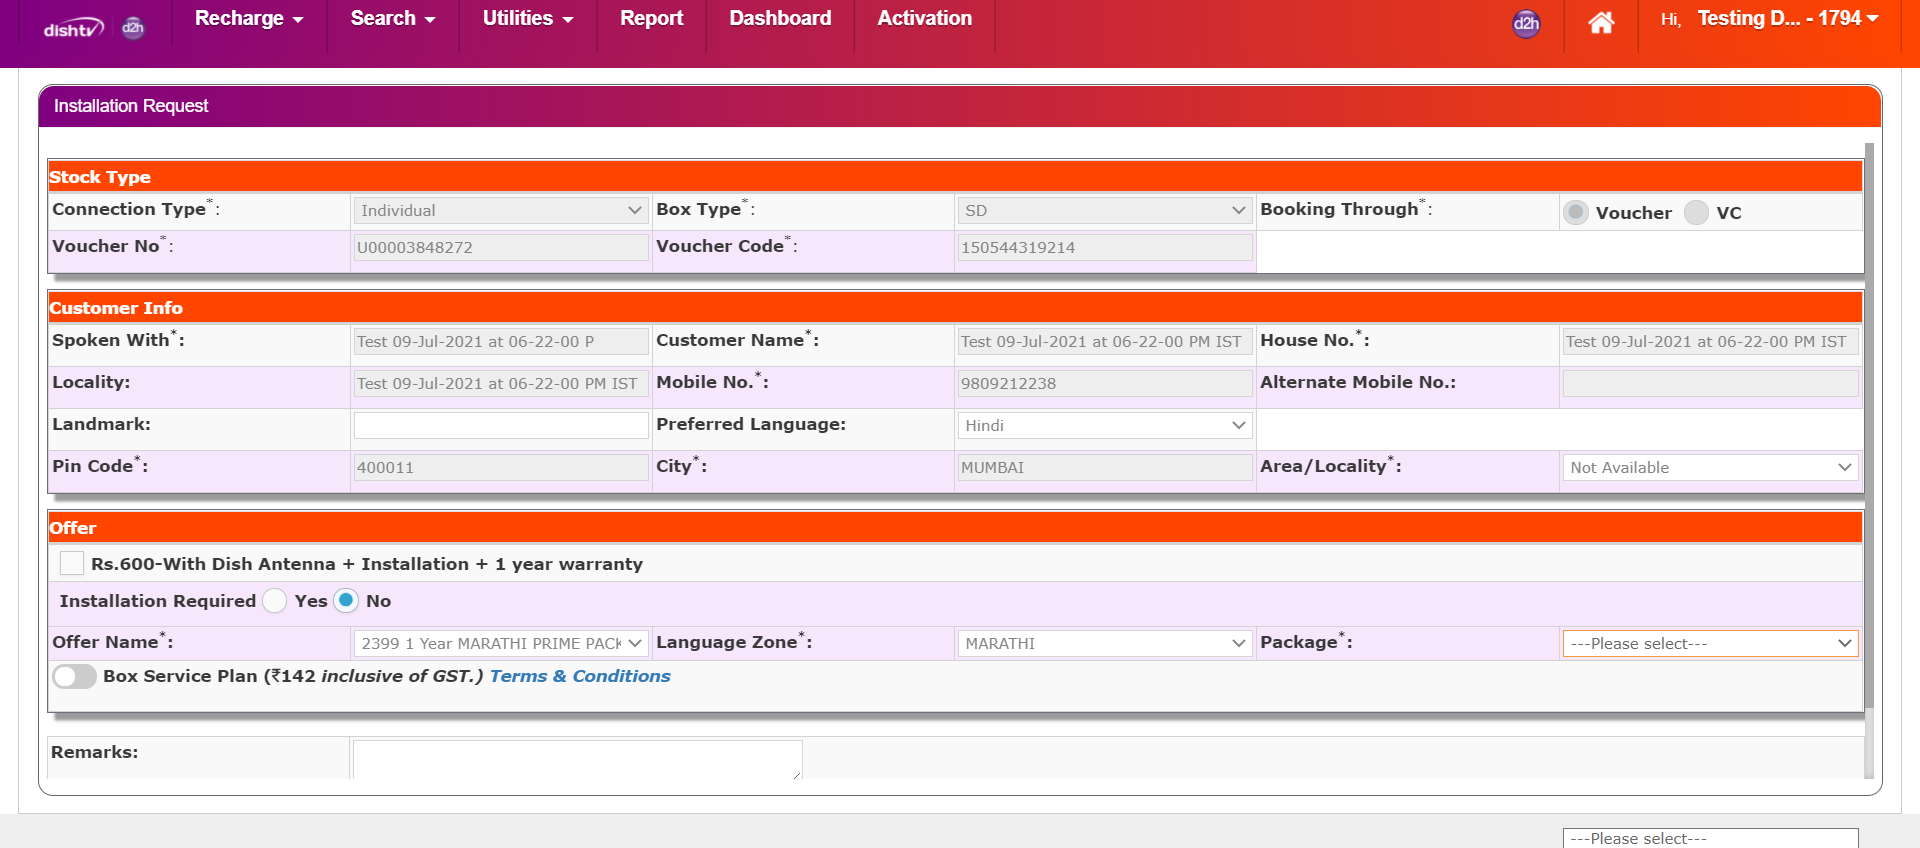 dishtv d2h Recharge Search Utilities Report Dashboard Activation d2h Hi, Testing D... - 1794
Installation Request
Stock Type
Connection Type*: Individual Box Type*: SD Booking Through*: Voucher VC
Voucher No*: U00003848272 Voucher Code*: 150544319214
Customer Info
Spoken With*: Test 09-Jul-2021 at 06-22-00 P Customer Name*: Test 09-Jul-2021 at 06-22-00 PM IST House No.*: Test 09-Jul-2021 at 06-22-00 PM IST
Locality: Test 09-Jul-2021 at 06-22-00 PM IST Mobile No.*: 9809212238 Alternate Mobile No.:
Landmark: Preferred Language: Hindi
Pin Code*: 400011 City*: MUMBAI Area/Locality*: Not Available
Offer
Rs.600-With Dish Antenna + Installation + 1 year warranty
Installation Required Yes No
Offer Name*: 2399 1 Year MARATHI PRIME PACK Language Zone*: MARATHI Package*: ---Please select---
Box Service Plan (₹142 inclusive of GST.) Terms & Conditions
Remarks:
---Please select---